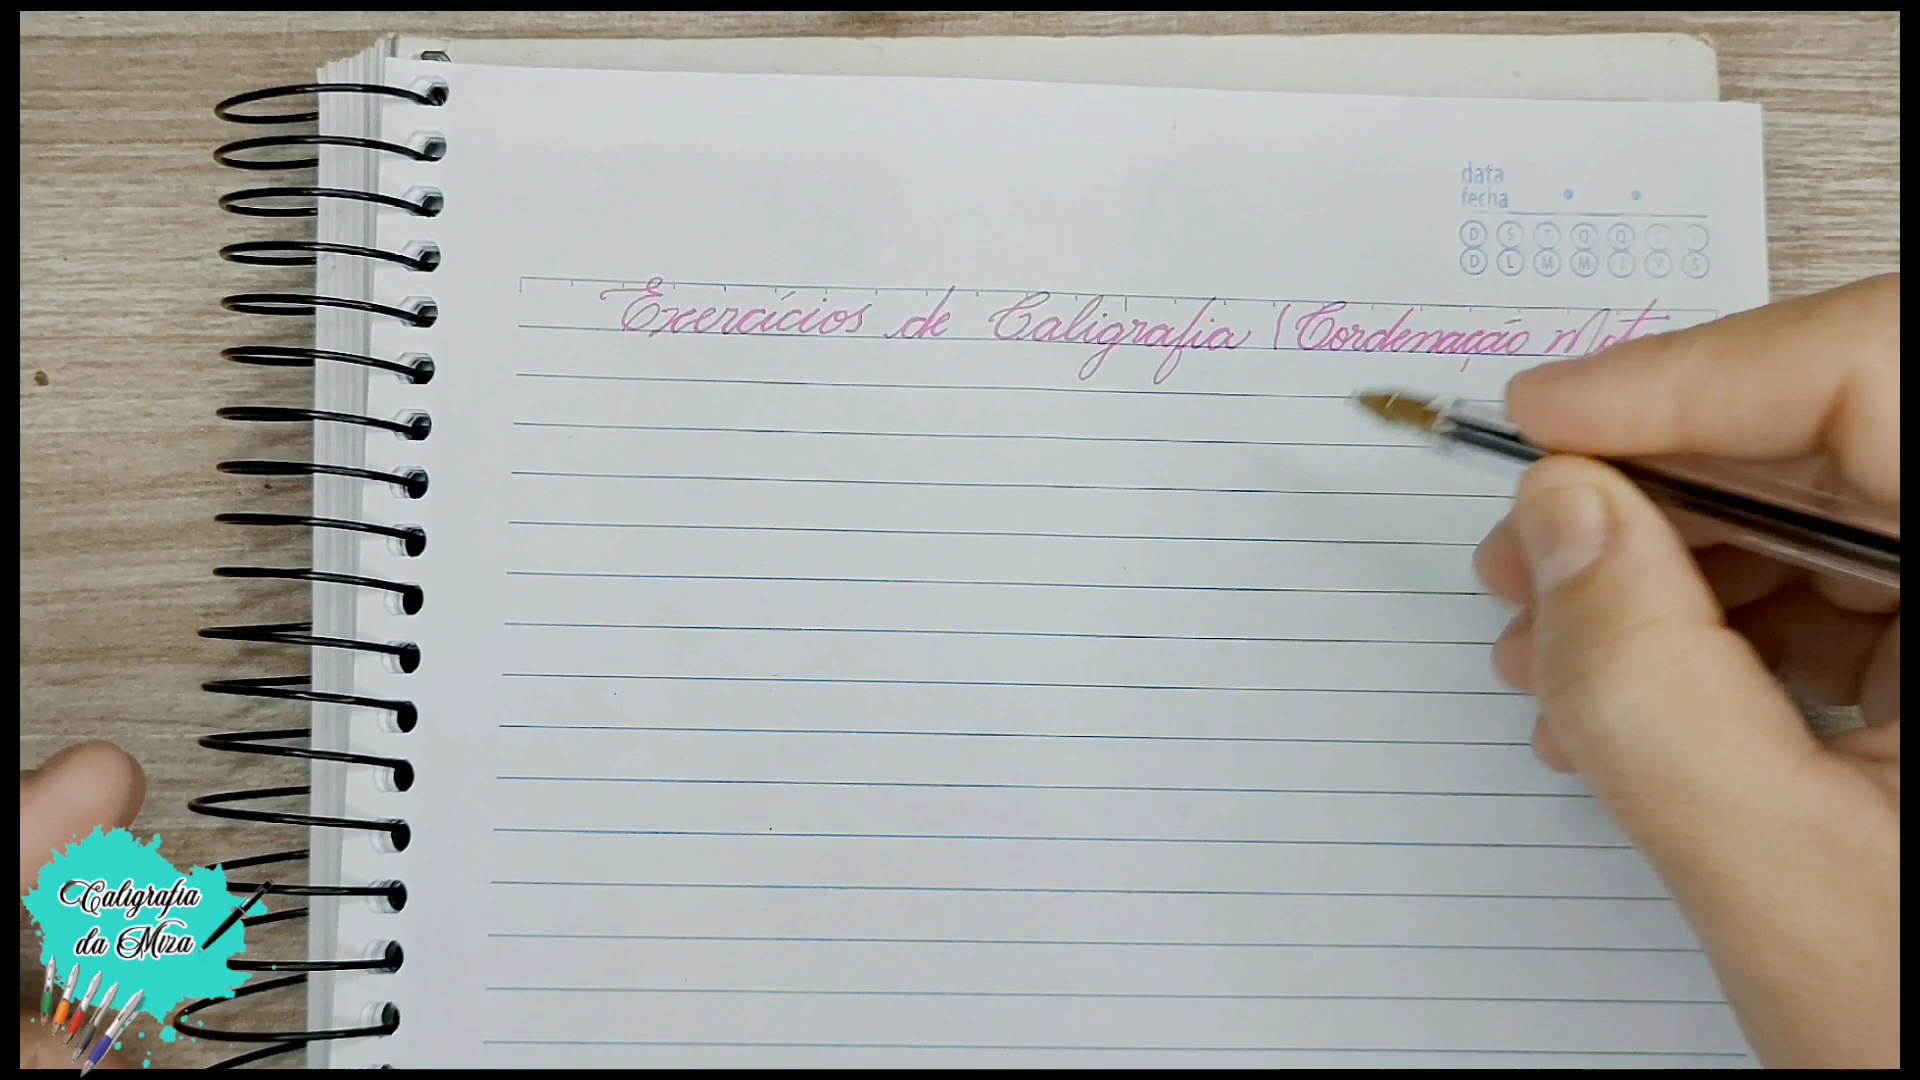 data
fecha
D S T Q Q
D L M M J V S
Exercícios de Caligrafia (Cordenação
Caligrafia
da Miza